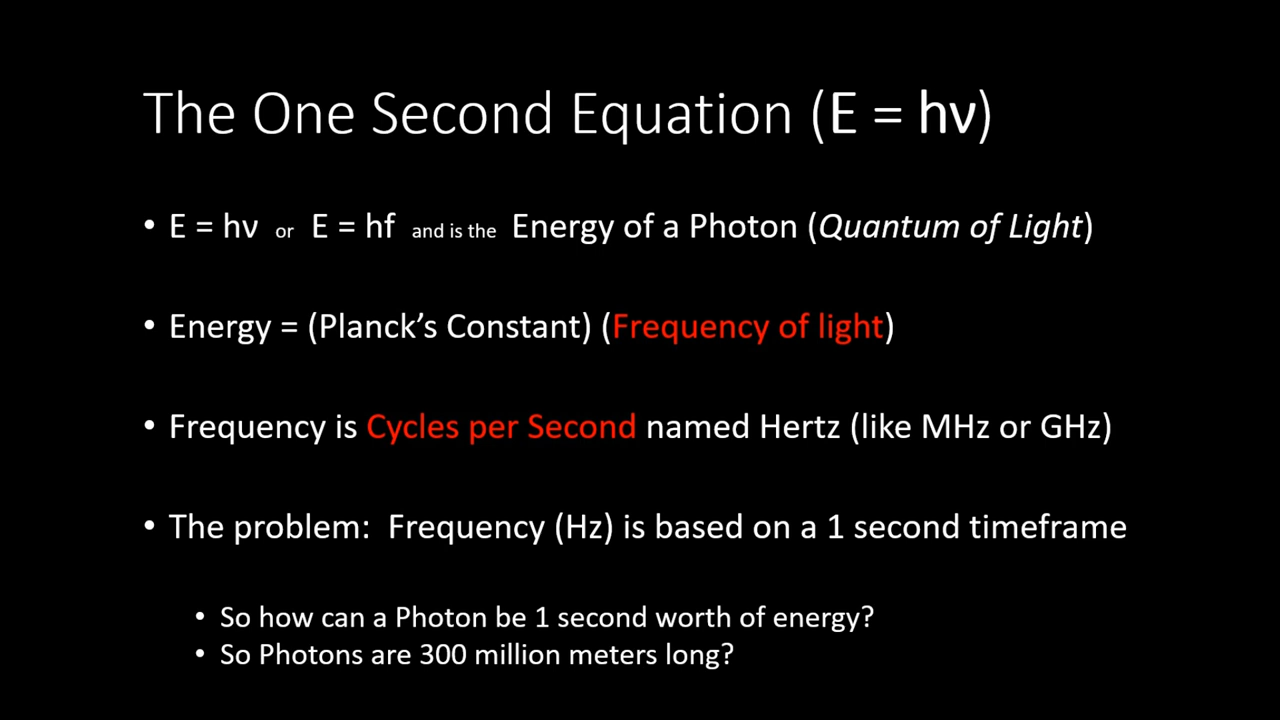 The One Second Equation (E = hν)
• E = hν or E = hf and is the Energy of a Photon (Quantum of Light)
• Energy = (Planck’s Constant) (Frequency of light)
• Frequency is Cycles per Second named Hertz (like MHz or GHz)
• The problem:  Frequency (Hz) is based on a 1 second timeframe
• So how can a Photon be 1 second worth of energy?
• So Photons are 300 million meters long?